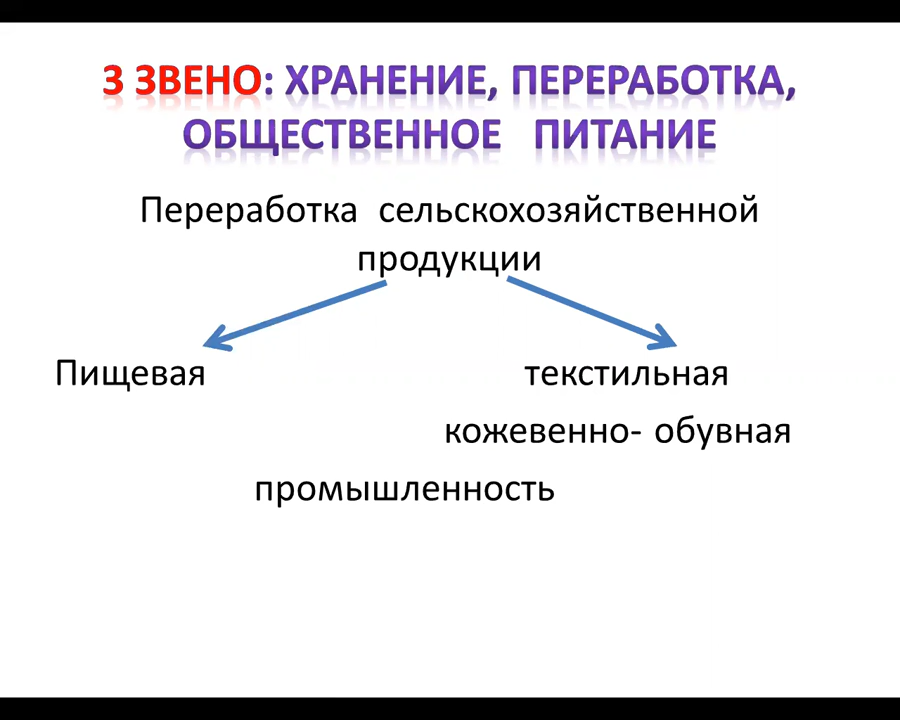 3 ЗВЕНО: ХРАНЕНИЕ, ПЕРЕРАБОТКА,
ОБЩЕСТВЕННОЕ ПИТАНИЕ
Переработка сельскохозяйственной
продукции
Пищевая текстильная
кожевенно- обувная
промышленность